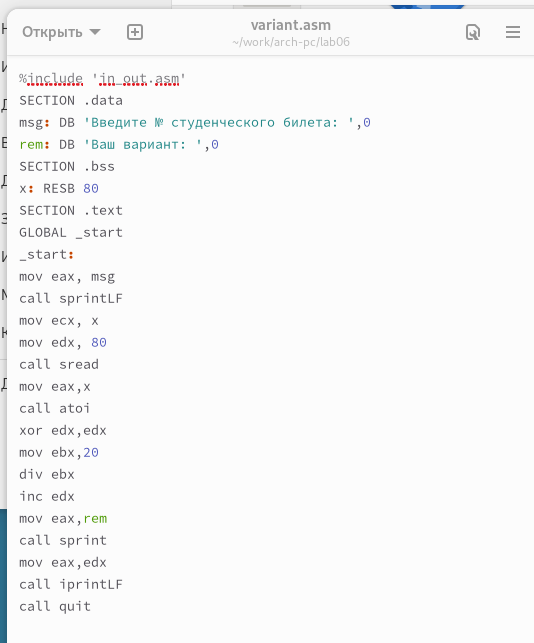 Открыть
variant.asm
~/work/arch-pc/lab06
%include 'in_out.asm'
SECTION .data
msg: DB 'Введите № студенческого билета: ',0
rem: DB 'Ваш вариант: ',0
SECTION .bss
x: RESB 80
SECTION .text
GLOBAL _start
_start:
mov eax, msg
call sprintLF
mov ecx, x
mov edx, 80
call sread
mov eax,x
call atoi
xor edx,edx
mov ebx,20
div ebx
inc edx
mov eax,rem
call sprint
mov eax,edx
call iprintLF
call quit